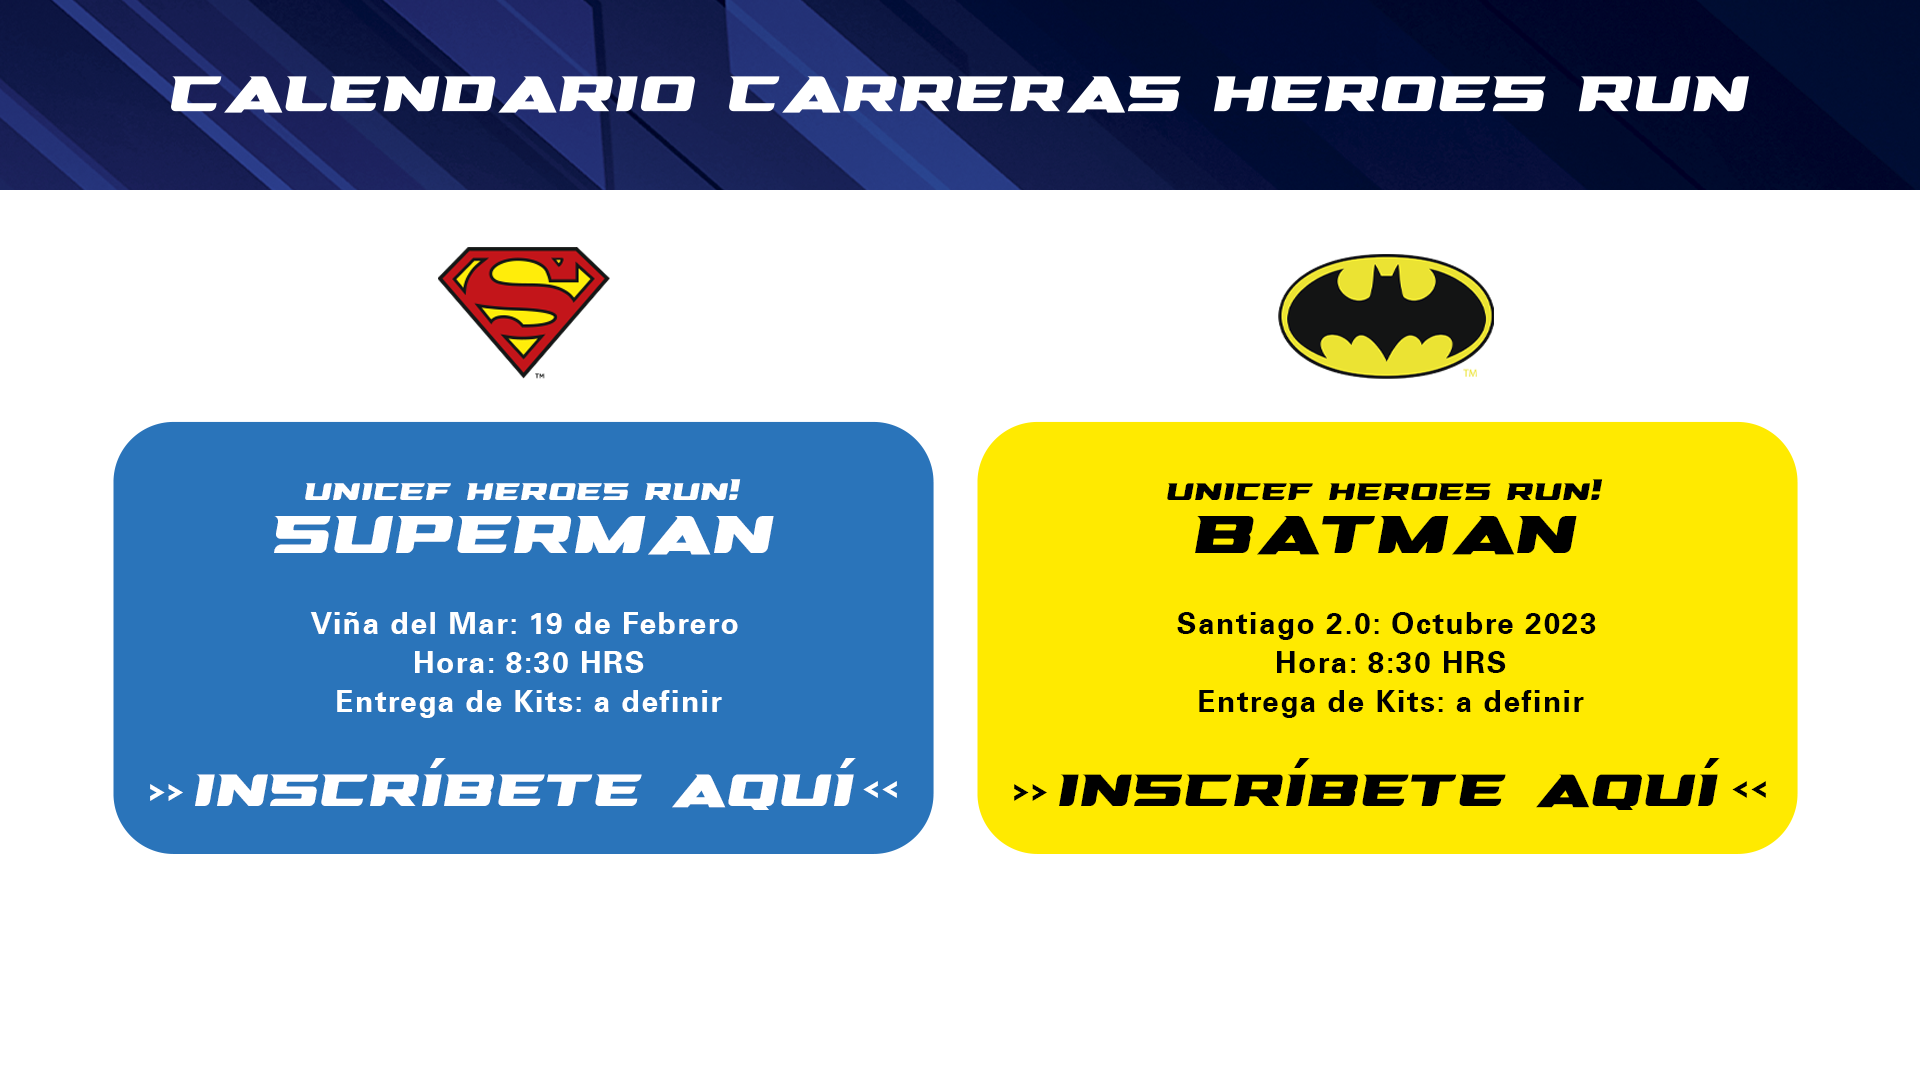 CALENDARIO CARRERAS HEROES RUN
S
TM
TM
UNICEF HEROES RUN!
SUPERMAN
Viña del Mar: 19 de Febrero
Hora: 8:30 HRS
Entrega de Kits: a definir
>> INSCRÍBETE AQUÍ <<
UNICEF HEROES RUN!
BATMAN
Santiago 2.0: Octubre 2023
Hora: 8:30 HRS
Entrega de Kits: a definir
>> INSCRÍBETE AQUÍ <<